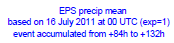 EPS precip mean
based on 16 July 2011 at 00 UTC (exp=1)
event accumulated from +84h to +132h